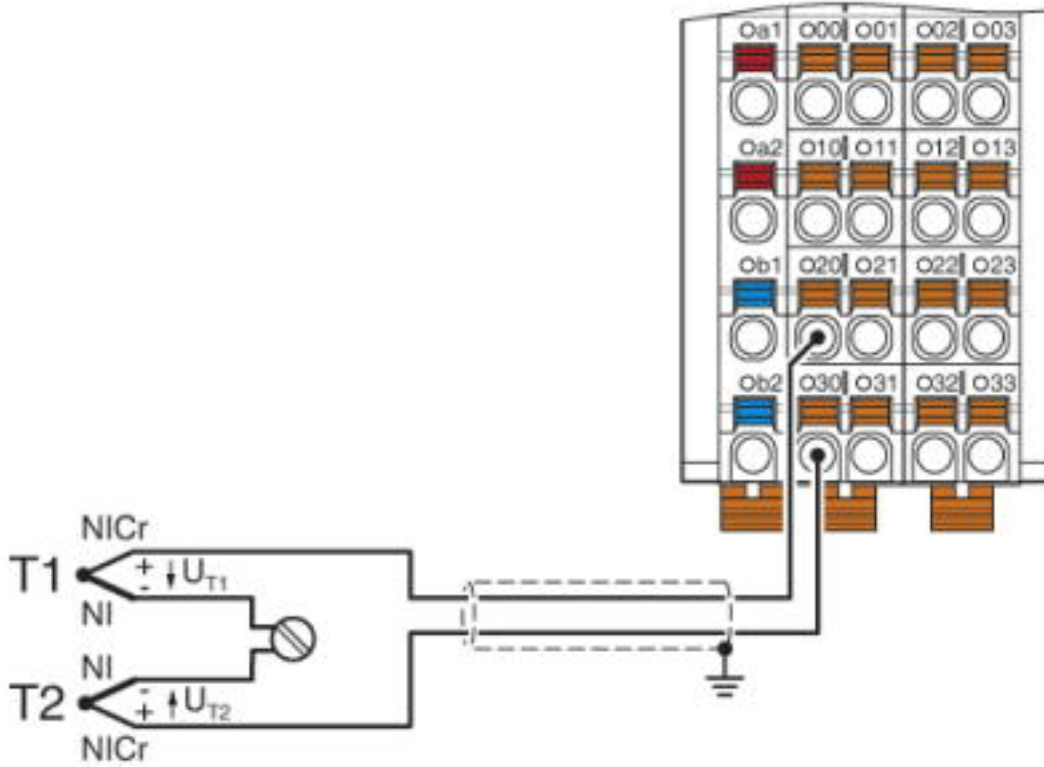 Oa1 O00 O01 O02 O03
Oa2 O10 O11 O12 O13
Ob1 O20 O21 O22 O23
Ob2 O30 O31 O32 O33
NICr
T1 + UT1
-
NI
NI
-
T2 + UT2
NICr